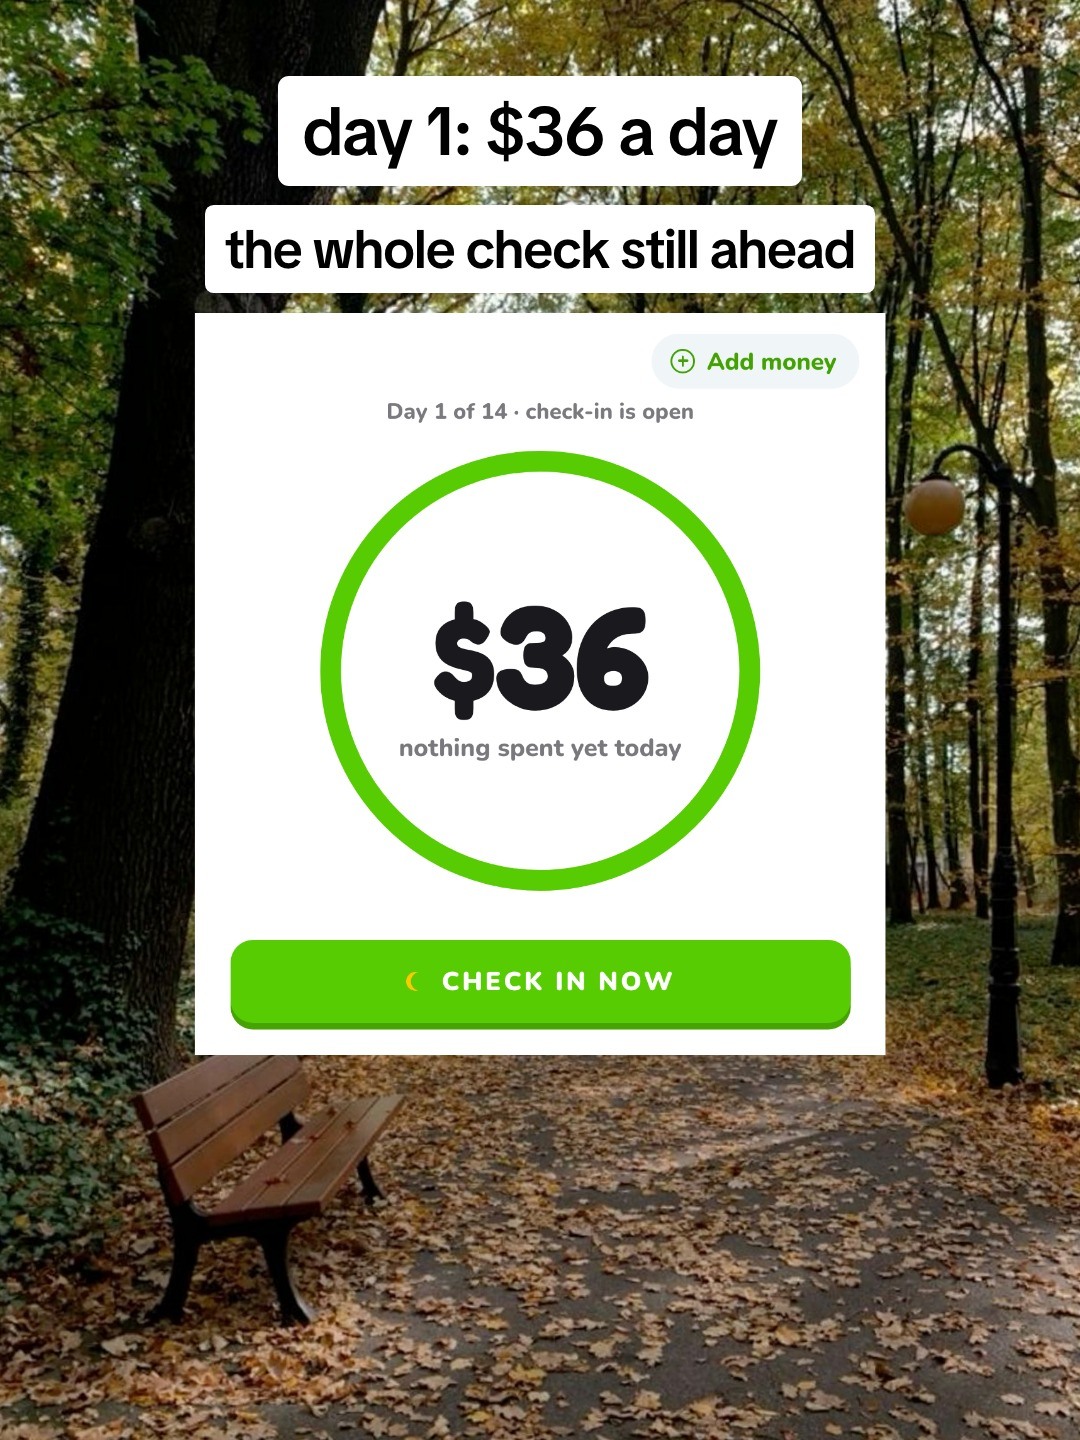 day 1: $36 a day
the whole check still ahead
Add money
Day 1 of 14 · check-in is open
$36
nothing spent yet today
CHECK IN NOW